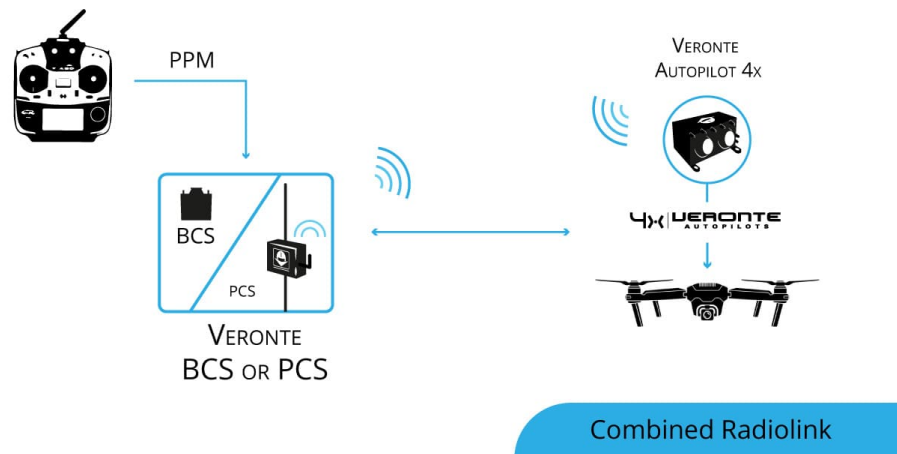 PPM
VERONTE
AUTOPILOT 4X
BCS
PCS
4X | VERONTE
AUTOPILOTS
VERONTE
BCS OR PCS
Combined Radiolink